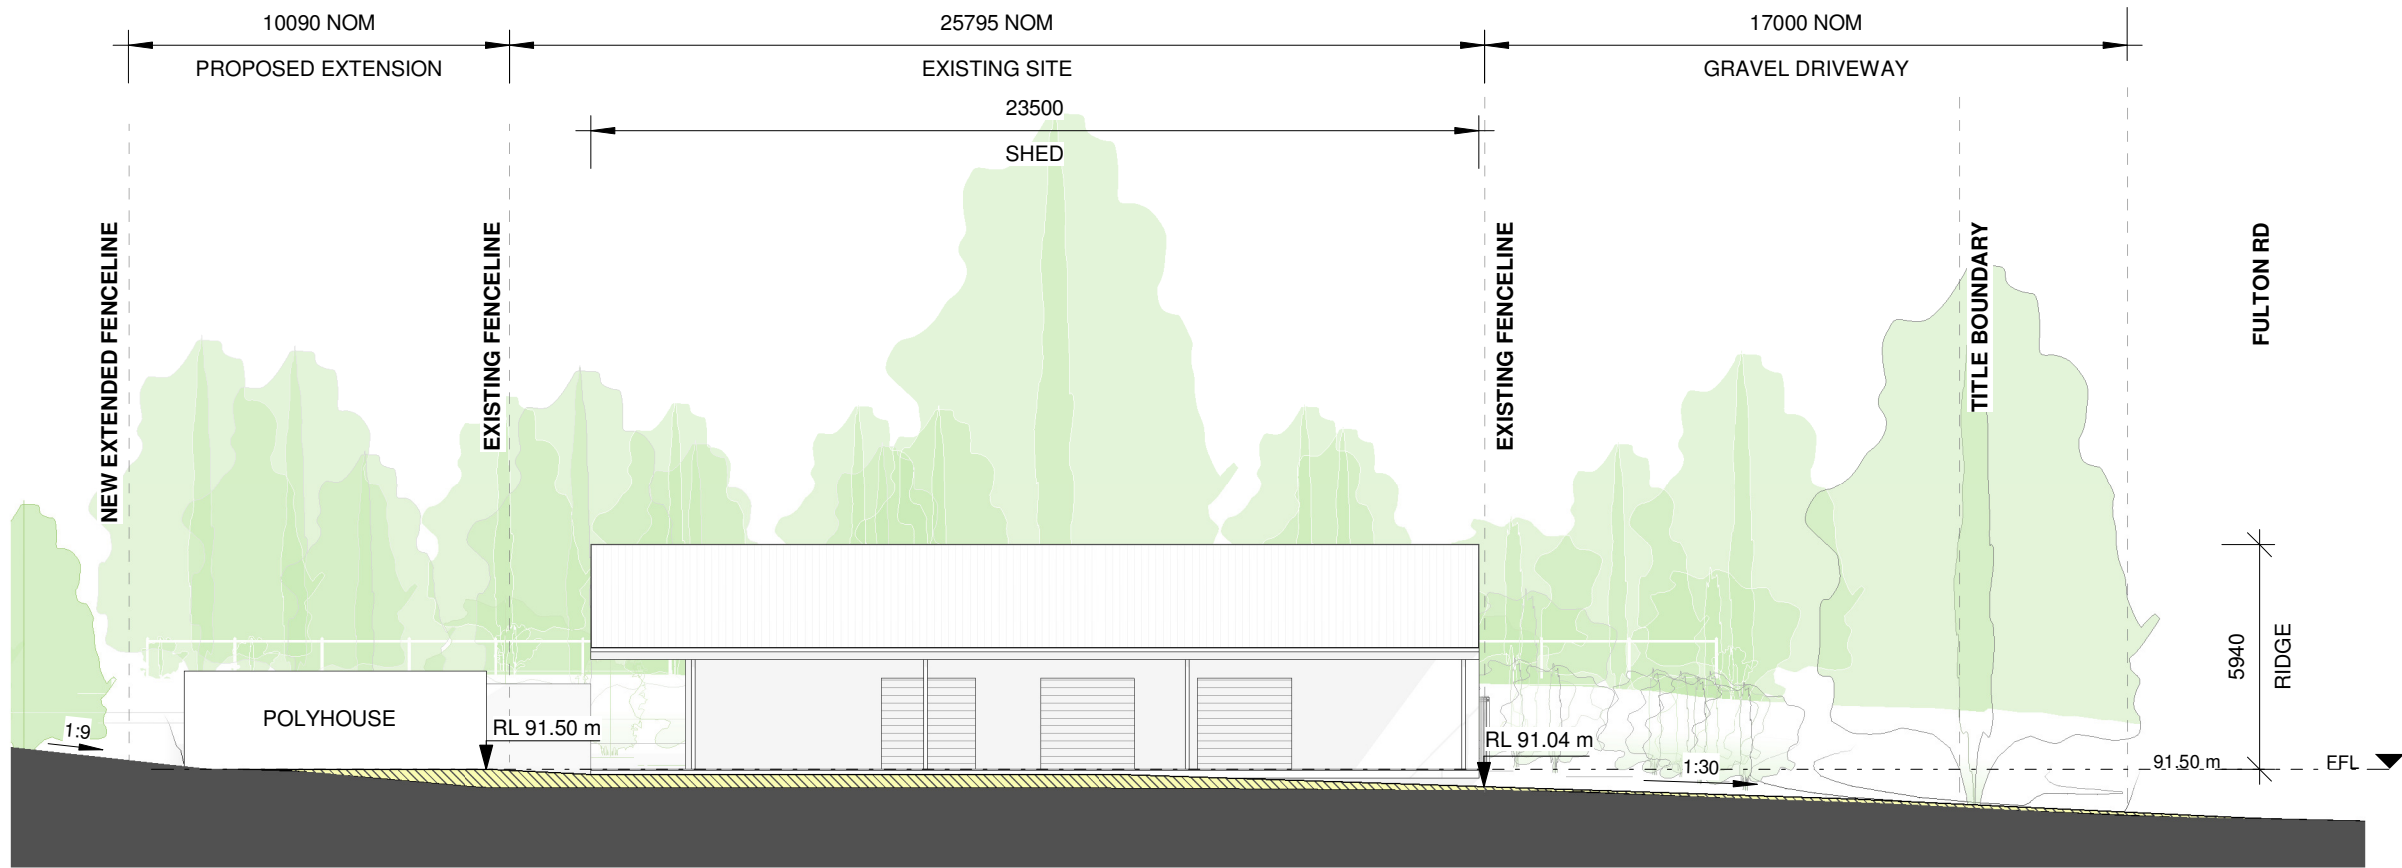 10090 NOM
25795 NOM
17000 NOM
PROPOSED EXTENSION
EXISTING SITE
GRAVEL DRIVEWAY
23500
SHED
NEW EXTENDED FENCELINE
EXISTING FENCELINE
EXISTING FENCELINE
TITLE BOUNDARY
FULTON RD
5940
RIDGE
POLYHOUSE
1:9
RL 91.50 m
RL 91.04 m
1:30
91.50 m
EFL